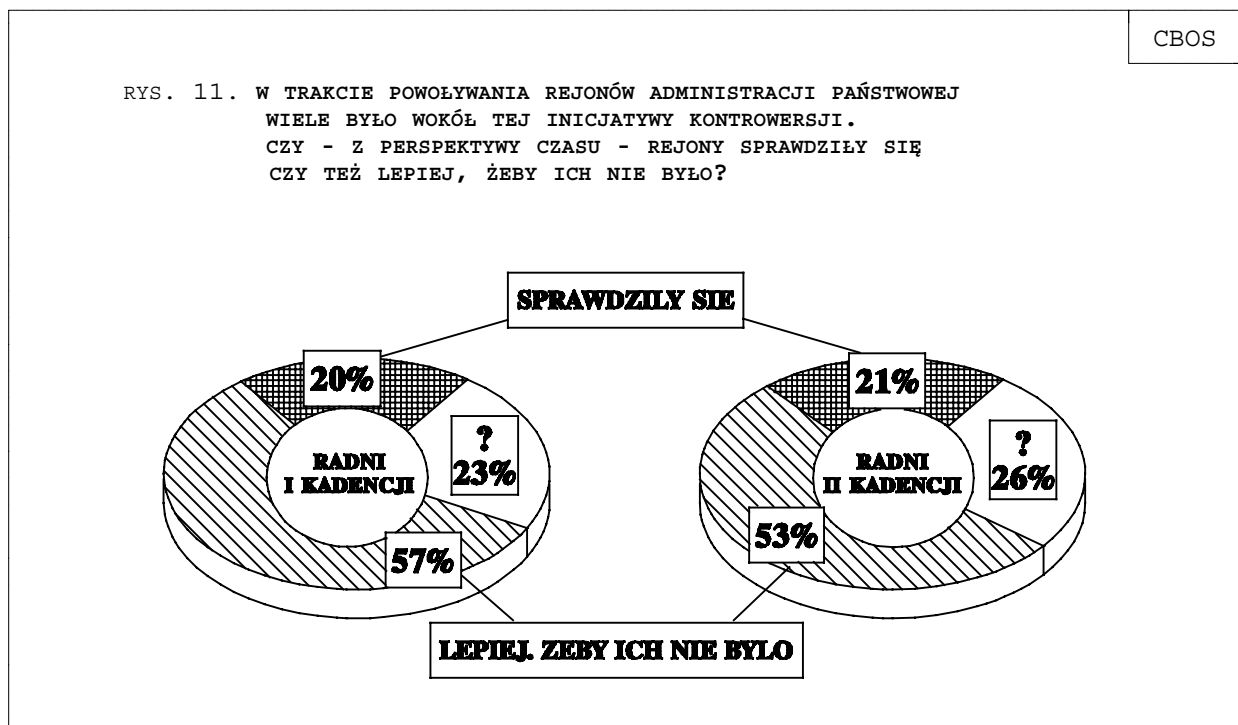 CBOS
RYS. 11. W TRAKCIE POWOŁYWANIA REJONÓW ADMINISTRACJI PAŃSTWOWEJ
WIELE BYŁO WOKÓŁ TEJ INICJATYWY KONTROWERSJI.
CZY - Z PERSPEKTYWY CZASU - REJONY SPRAWDZIŁY SIĘ
CZY TEŻ LEPIEJ, ŻEBY ICH NIE BYŁO?
SPRAWDZILY SIE
20%
?
23%
RADNI
I KADENCJI
57%
21%
?
26%
RADNI
II KADENCJI
53%
LEPIEJ. ZEBY ICH NIE BYLO